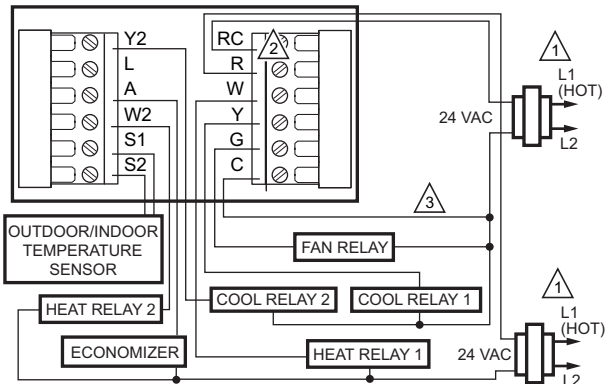 Y2
L
A
W2
S1
S2
RC
R
W
Y
G
C
2
1
L1
(HOT)
24 VAC
L2
3
OUTDOOR/INDOOR
TEMPERATURE
SENSOR
FAN RELAY
HEAT RELAY 2
COOL RELAY 2
COOL RELAY 1
1
L1
(HOT)
ECONOMIZER
HEAT RELAY 1
24 VAC
L2